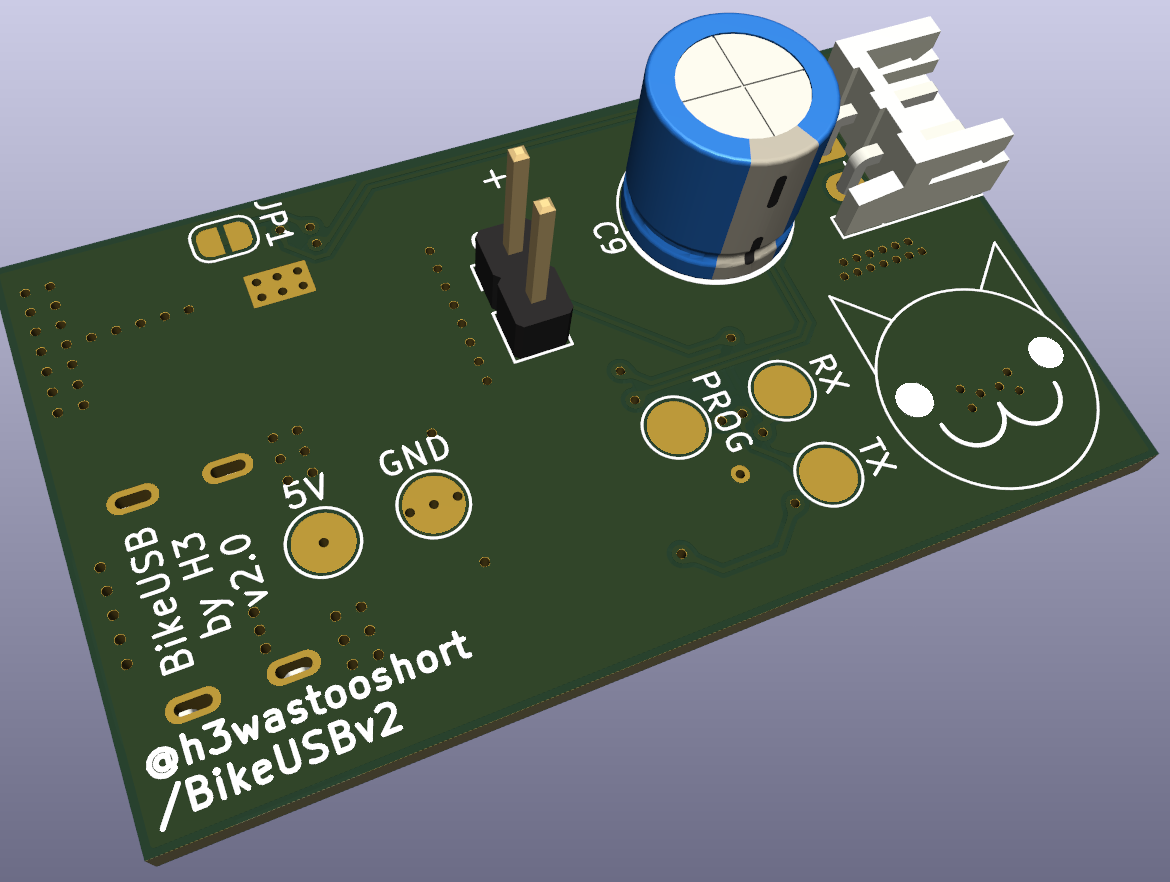 JP1
+
C9
RX
PROG
TX
GND
5V
BikeUSB
by H3
v2.0
@h3wastooshort
/BikeUSBv2